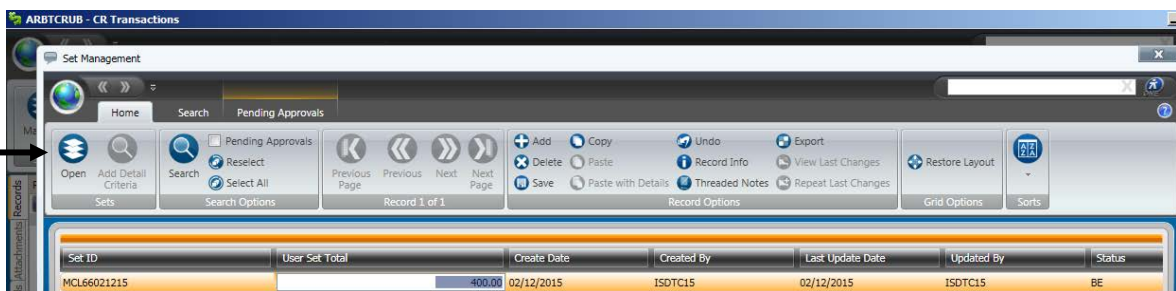 ARBTCRUB - CR Transactions
Set Management
Home Search Pending Approvals
Open
Add Detail Criteria
Sets
Search
Pending Approvals
Reselect
Select All
Search Options
Previous Page
Previous
Next
Next Page
Record 1 of 1
Add Copy Undo Export
Delete Paste Record Info View Last Changes
Save Paste with Details Threaded Notes Repeat Last Changes
Record Options
Restore Layout
Grid Options
Sorts
Records
Attachments
Set ID User Set Total Create Date Created By Last Update Date Updated By Status
MCL66021215 400.00 02/12/2015 ISDTC15 02/12/2015 ISDTC15 BE